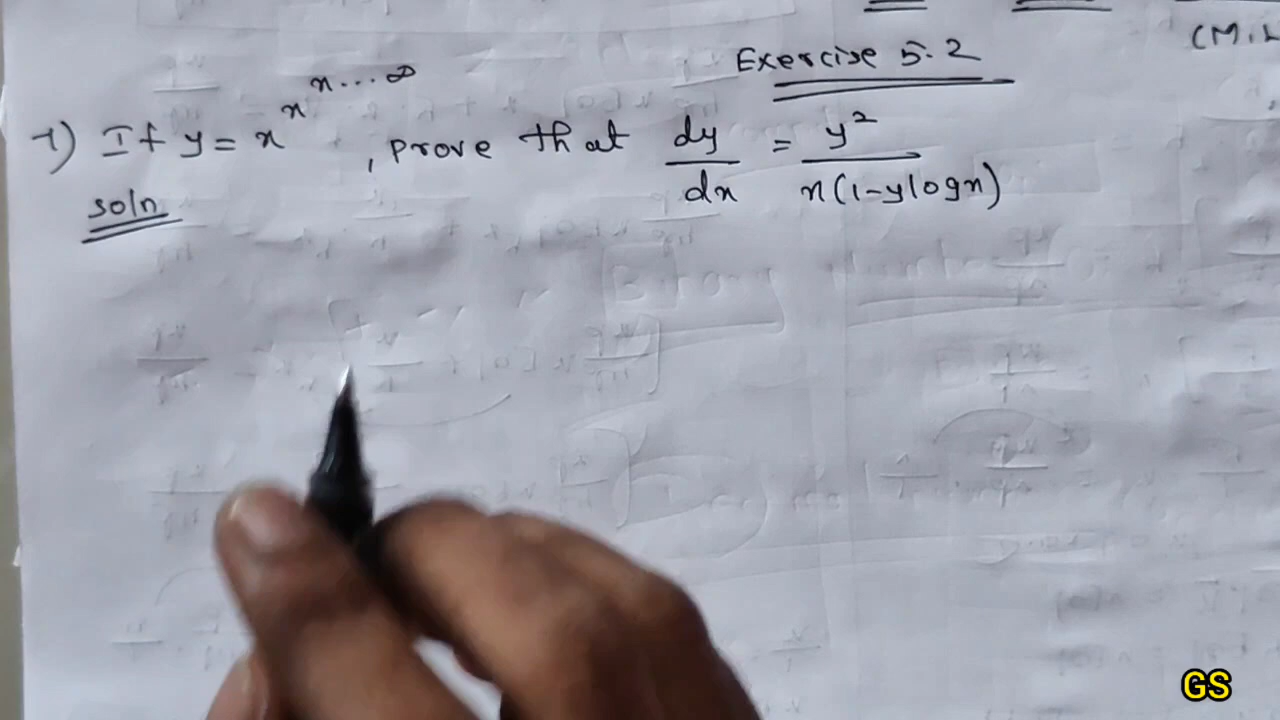 (M.L
Exercise 5.2
1) If y = x^x^x...∞, prove that dy/dx = y²/x(1-ylogx)
soln
GS